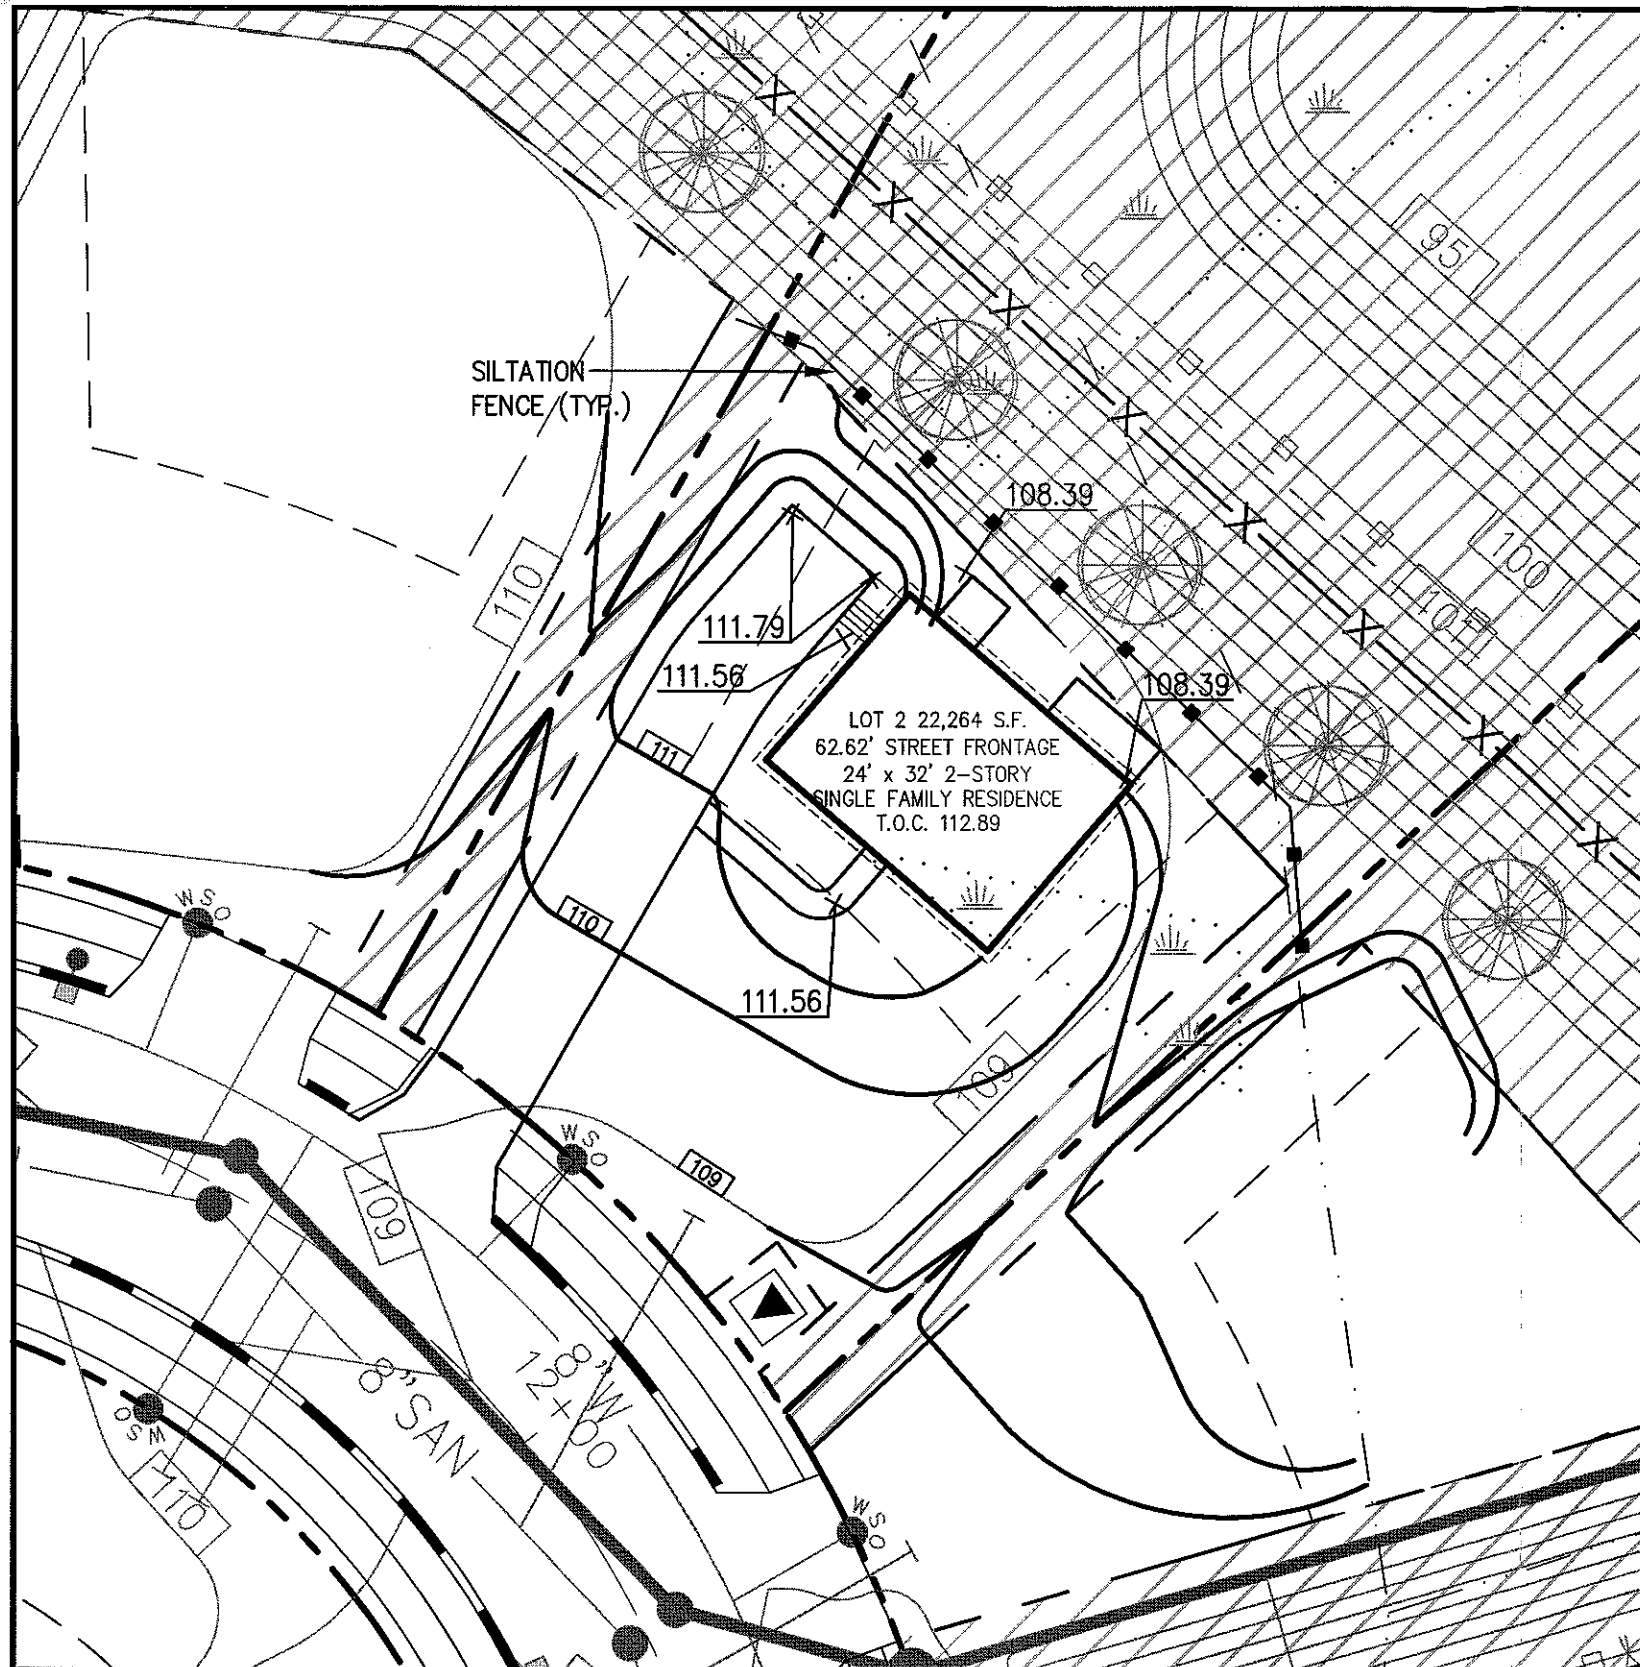 95
SILTATION
FENCE (TYP.)
108.39
100
110
111.79
111.56
108.39
LOT 2 22,264 S.F.
62.62' STREET FRONTAGE
24' x 32' 2-STORY
SINGLE FAMILY RESIDENCE
T.O.C. 112.89
111
W S O
110
111.56
109
W S O
109
109
8" SAN
8" W
12+00
W S O
110
W S O